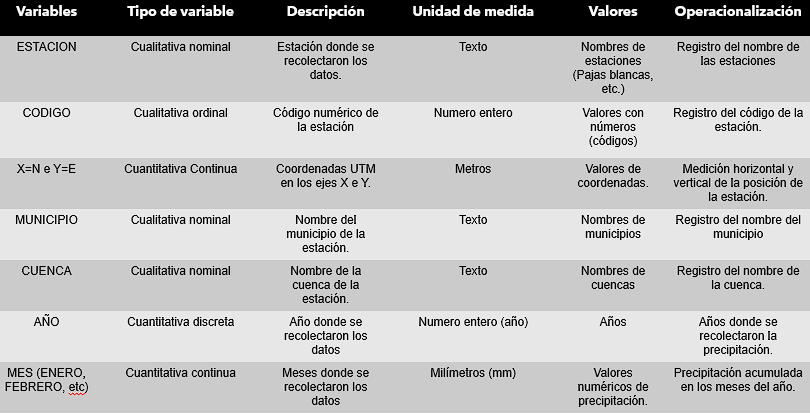 Variables Tipo de variable Descripción Unidad de medida Valores Operacionalización
ESTACION Cualitativa nominal Estación donde se Texto Nombres de Registro del nombre de
recolectaron los estaciones las estaciones
datos. (Pajas blancas,
etc.)
CODIGO Cualitativa ordinal Código numérico de Numero entero Valores con Registro del código de la
la estación números estación.
(códigos)
X=N e Y=E Cuantitativa Continua Coordenadas UTM Metros Valores de Medición horizontal y
en los ejes X e Y. coordenadas. vertical de la posición de
la estación.
MUNICIPIO Cualitativa nominal Nombre del Texto Nombres de Registro del nombre del
municipio de la municipios municipio
estación.
CUENCA Cualitativa nominal Nombre de la Texto Nombres de Registro del nombre de
cuenca de la cuencas la cuenca.
estación.
AÑO Cuantitativa discreta Año donde se Numero entero (año) Años Años donde se
recolectaron los recolectaron la
datos precipitación.
MES (ENERO, Cuantitativa continua Meses donde se Milímetros (mm) Valores Precipitación acumulada
FEBRERO, etc) recolectaron los numéricos de en los meses del año.
datos precipitación.